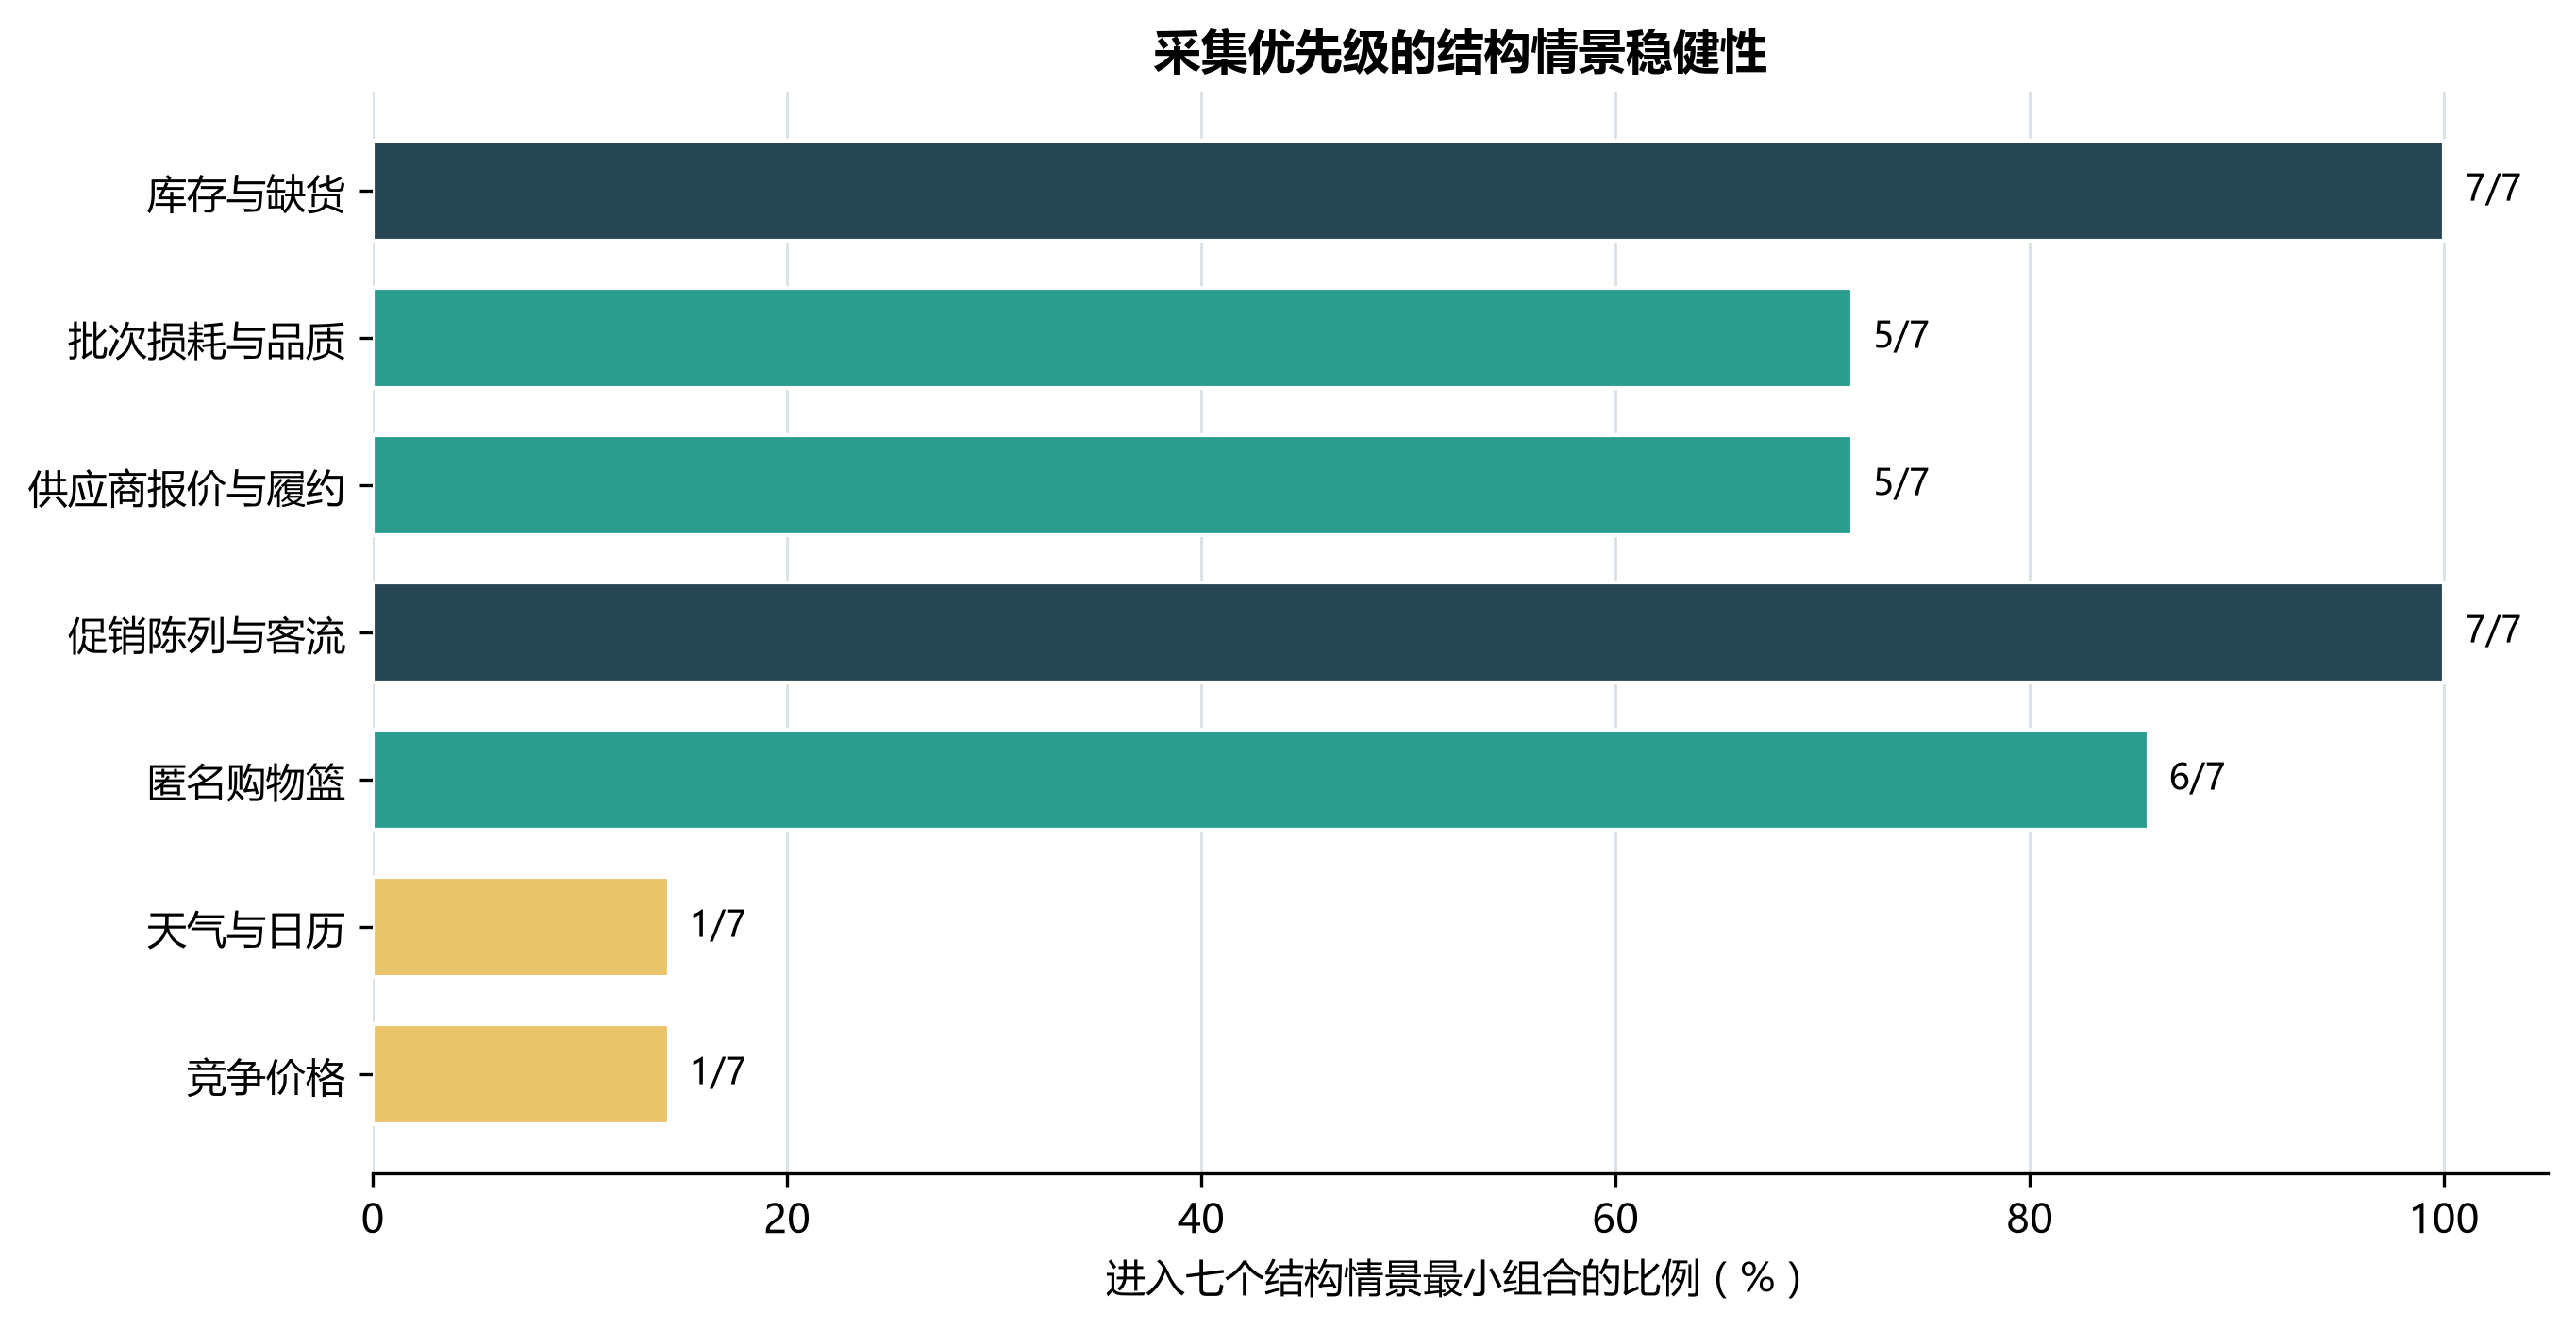 采集优先级的结构情景稳健性
库存与缺货 7/7
批次损耗与品质 5/7
供应商报价与履约 5/7
促销陈列与客流 7/7
匿名购物篮 6/7
天气与日历 1/7
竞争价格 1/7
0 20 40 60 80 100
进入七个结构情景最小组合的比例（%）